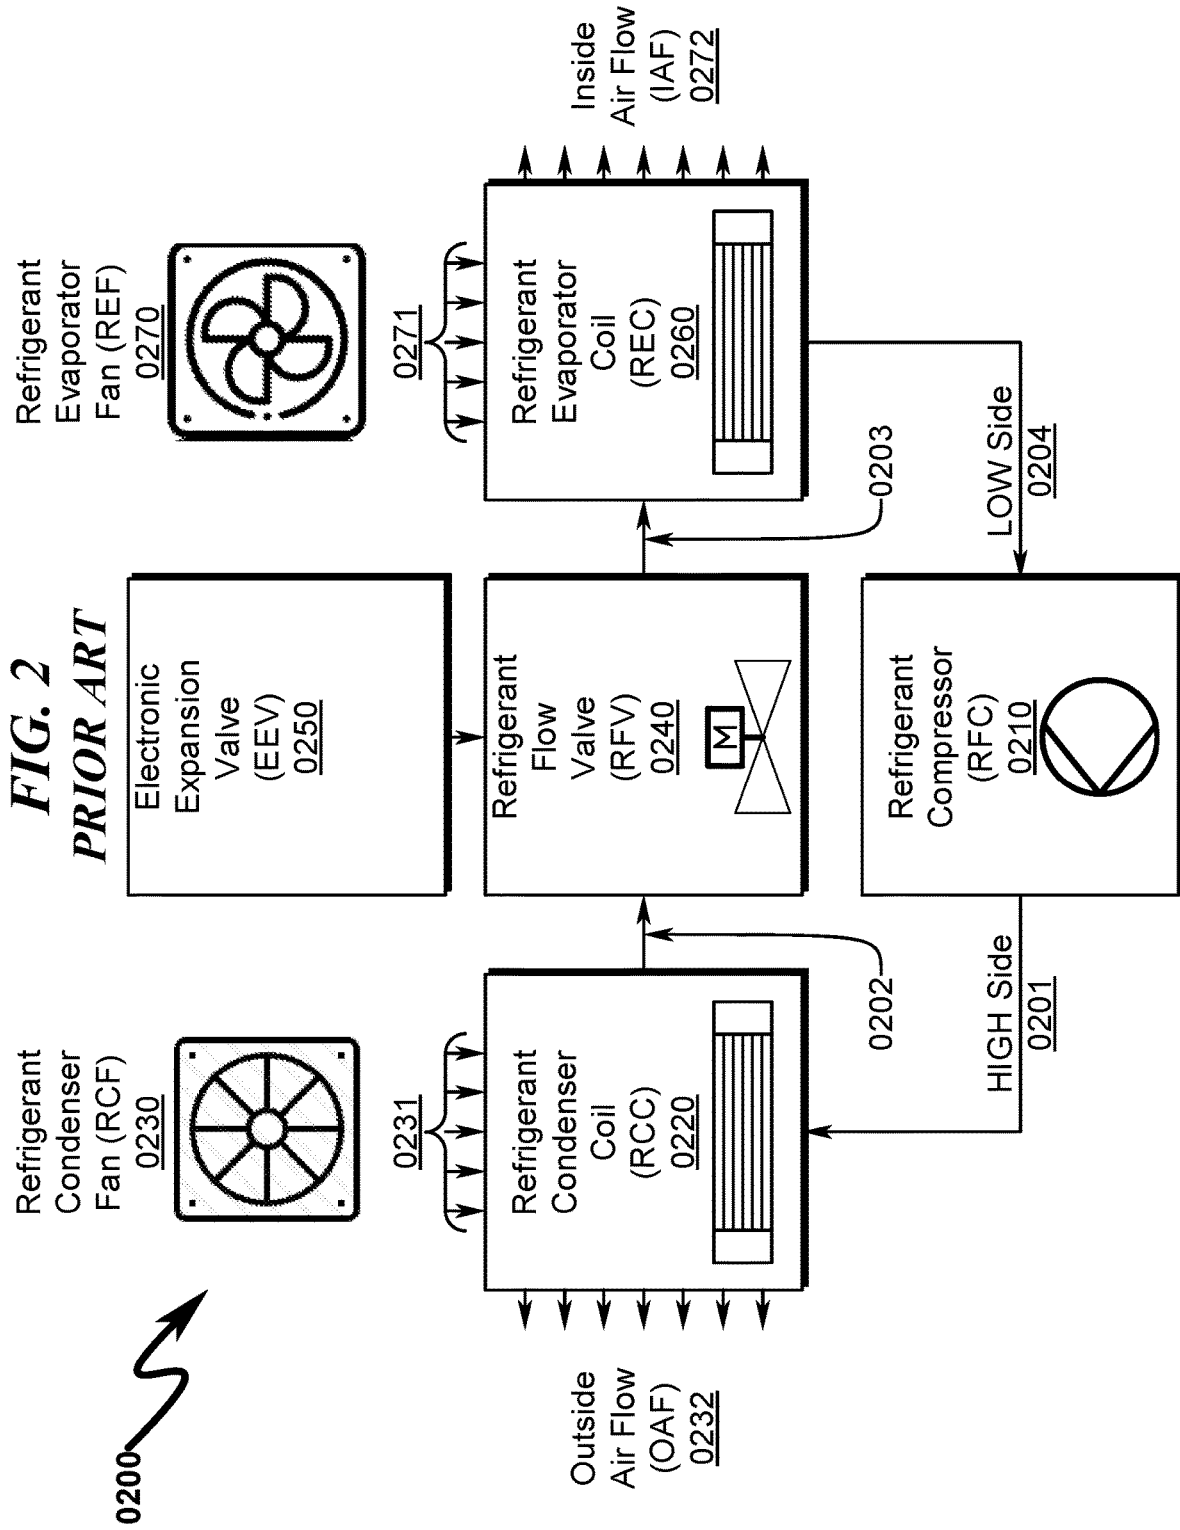 FIG. 2
PRIOR ART
0200
Refrigerant
Condenser
Fan (RCF)
0230
Electronic
Expansion
Valve
(EEV)
0250
Refrigerant
Evaporator
Fan (REF)
0270
0231
0271
Outside
Air Flow
(OAF)
0232
Refrigerant
Condenser
Coil
(RCC)
0220
Refrigerant
Flow
Valve
(RFV)
0240
M
Refrigerant
Evaporator
Coil
(REC)
0260
Inside
Air Flow
(IAF)
0272
0202
0203
HIGH Side
0201
Refrigerant
Compressor
(RFC)
0210
LOW Side
0204